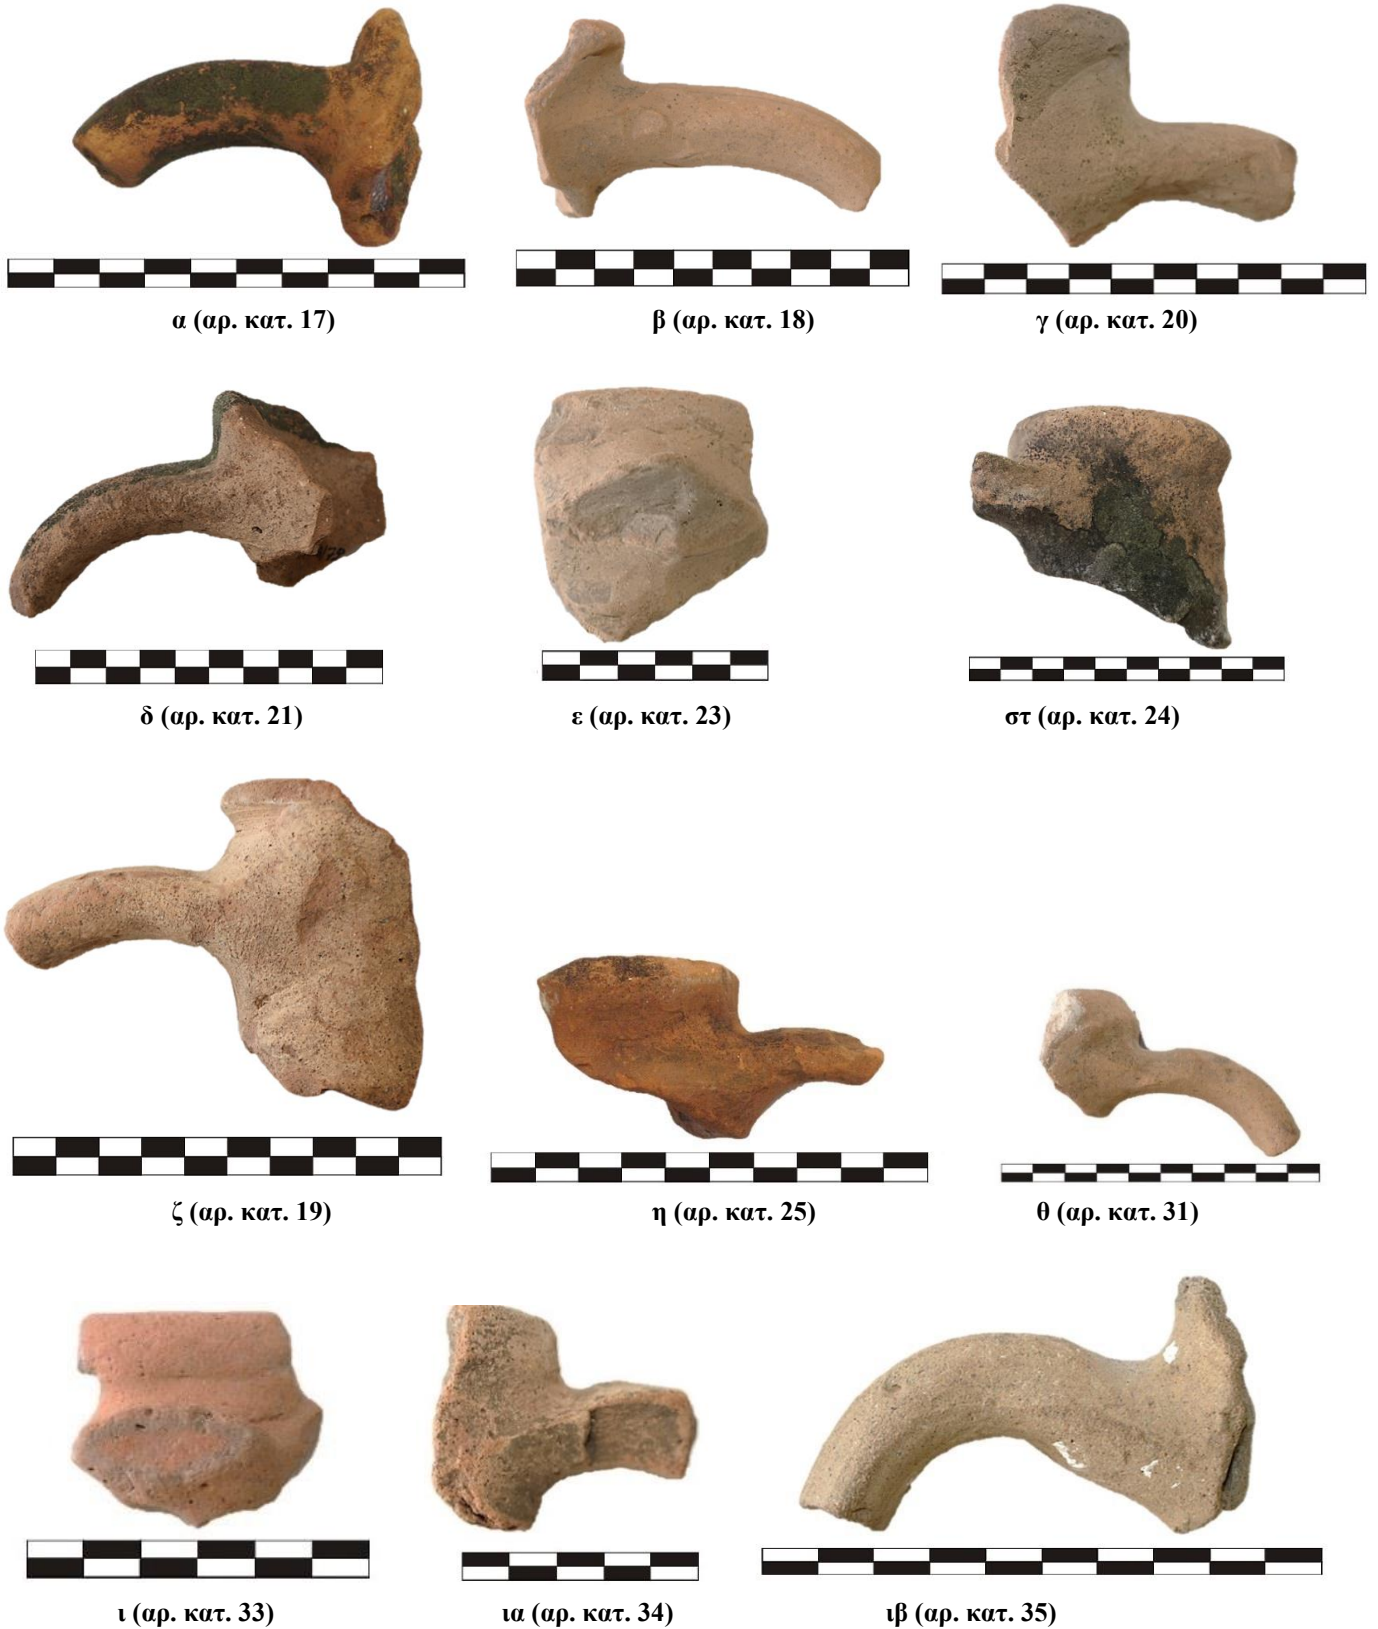 α (αρ. κατ. 17)
β (αρ. κατ. 18)
γ (αρ. κατ. 20)
δ (αρ. κατ. 21)
ε (αρ. κατ. 23)
στ (αρ. κατ. 24)
ζ (αρ. κατ. 19)
η (αρ. κατ. 25)
θ (αρ. κατ. 31)
ι (αρ. κατ. 33)
ια (αρ. κατ. 34)
ιβ (αρ. κατ. 35)